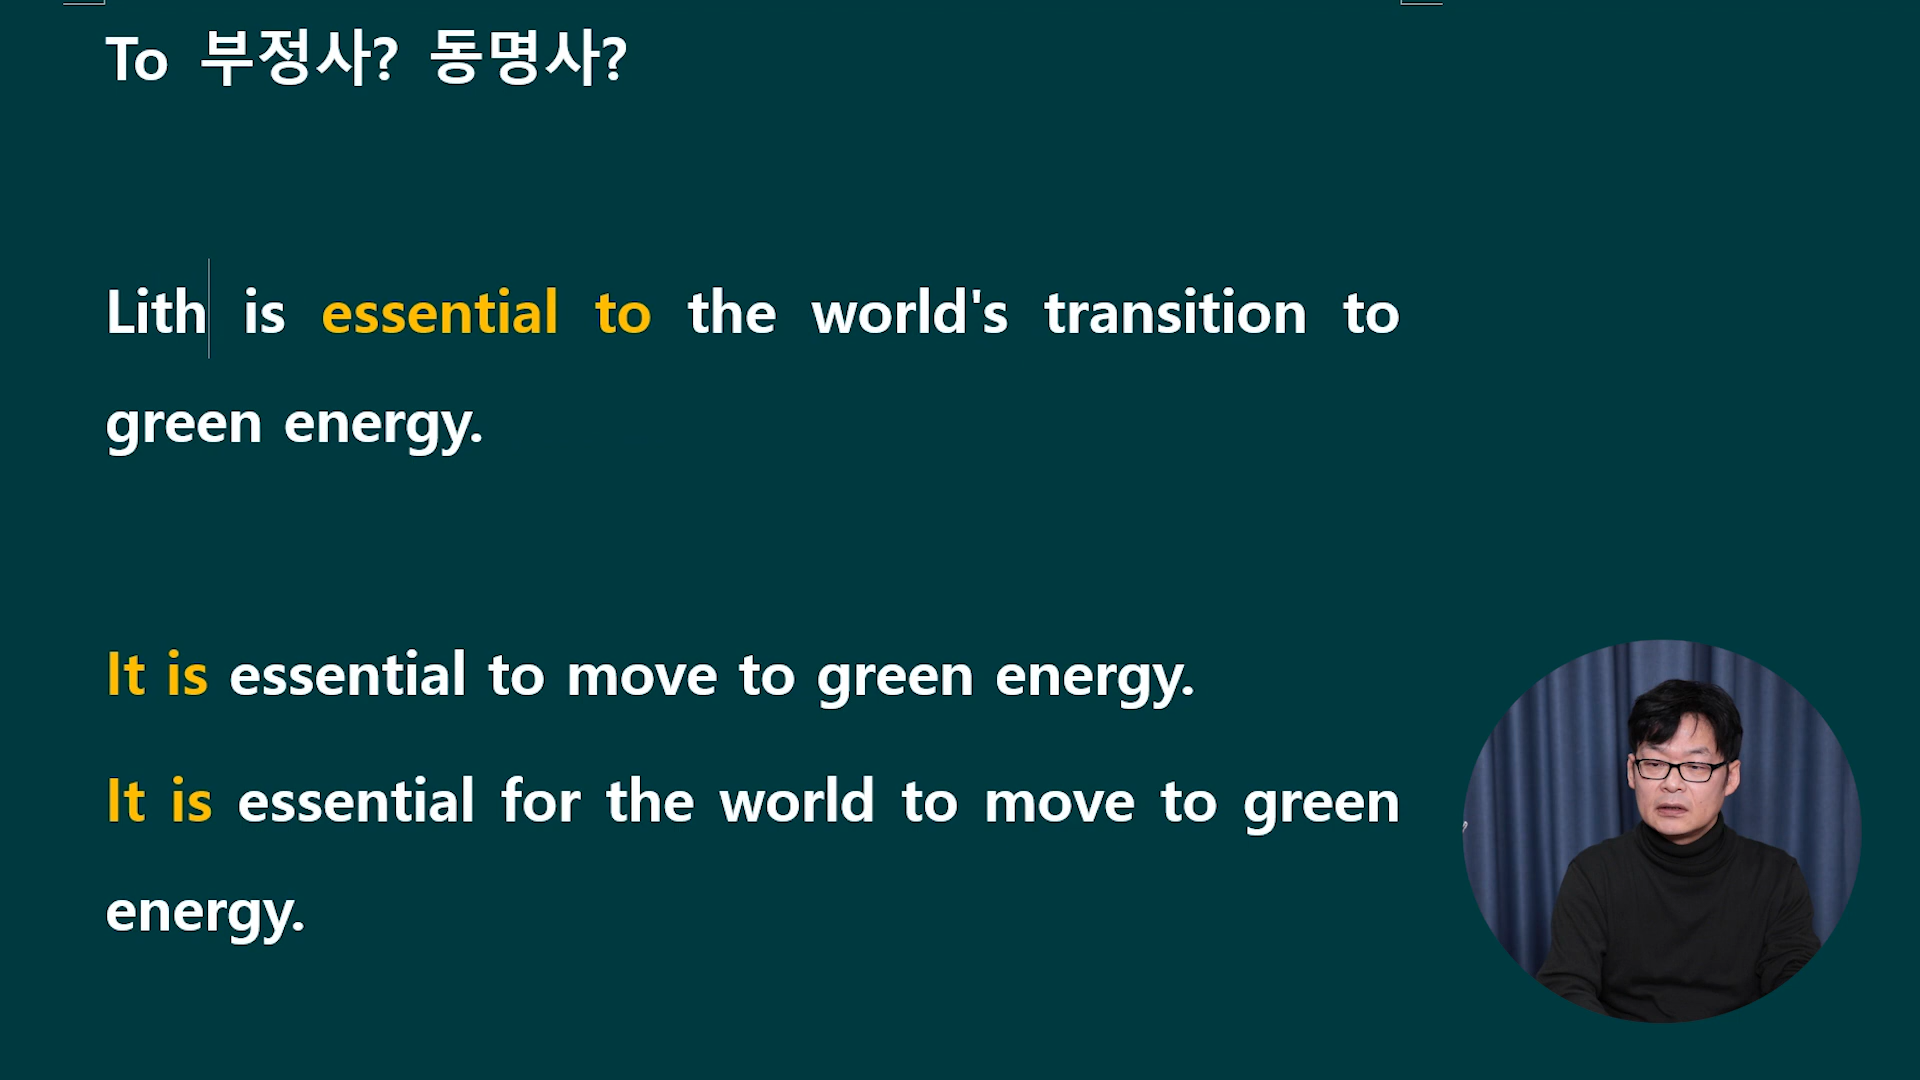 To 부정사? 동명사?
Lith is essential to the world's transition to
green energy.
It is essential to move to green energy.
It is essential for the world to move to green
energy.